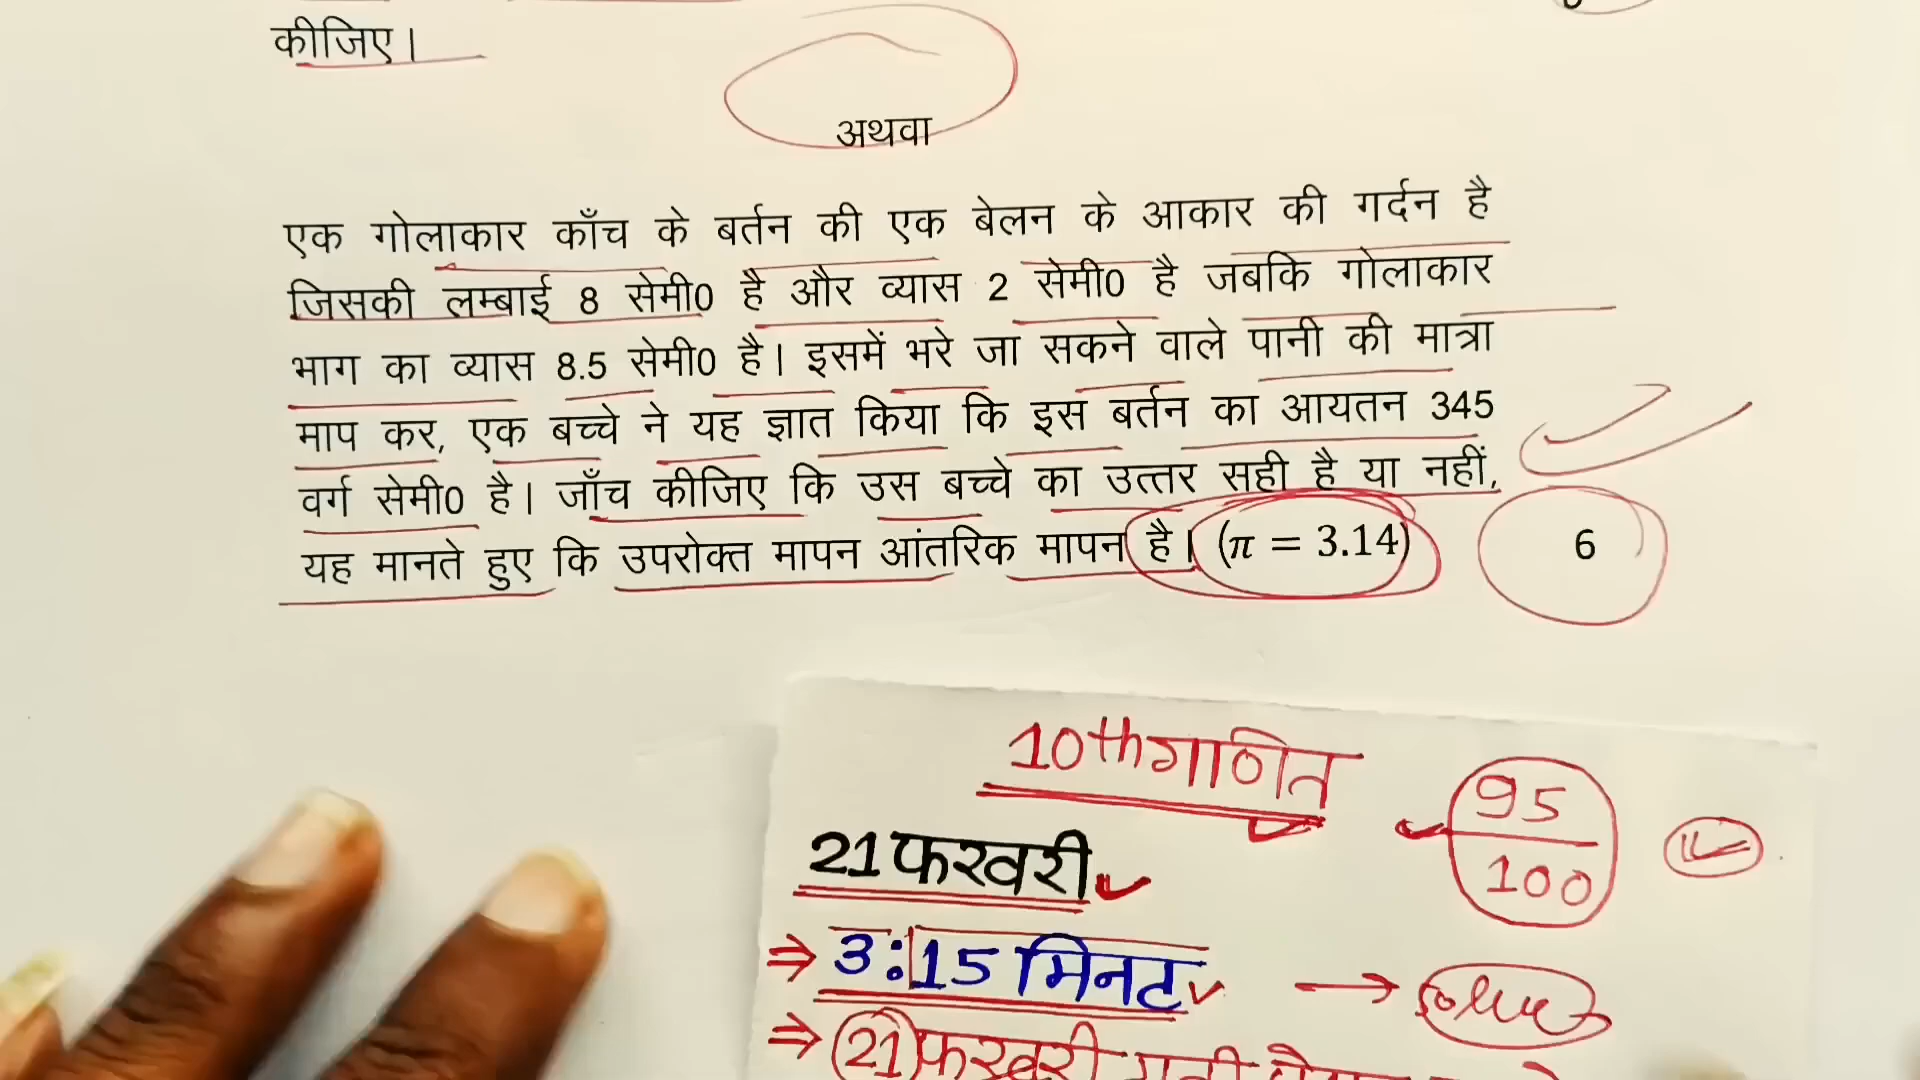 कीजिए।
अथवा
एक गोलाकार काँच के बर्तन की एक बेलन के आकार की गर्दन है
जिसकी लम्बाई 8 सेमी0 है और व्यास 2 सेमी0 है जबकि गोलाकार
भाग का व्यास 8.5 सेमी0 है। इसमें भरे जा सकने वाले पानी की मात्रा
माप कर, एक बच्चे ने यह ज्ञात किया कि इस बर्तन का आयतन 345
वर्ग सेमी0 है। जाँच कीजिए कि उस बच्चे का उत्तर सही है या नहीं,
यह मानते हुए कि उपरोक्त मापन आंतरिक मापन है। (π = 3.14) 6
10th गणित
95
100
21 फरवरी
⇒ 3:15 मिनट → Solve
⇒ 21 फरवरी